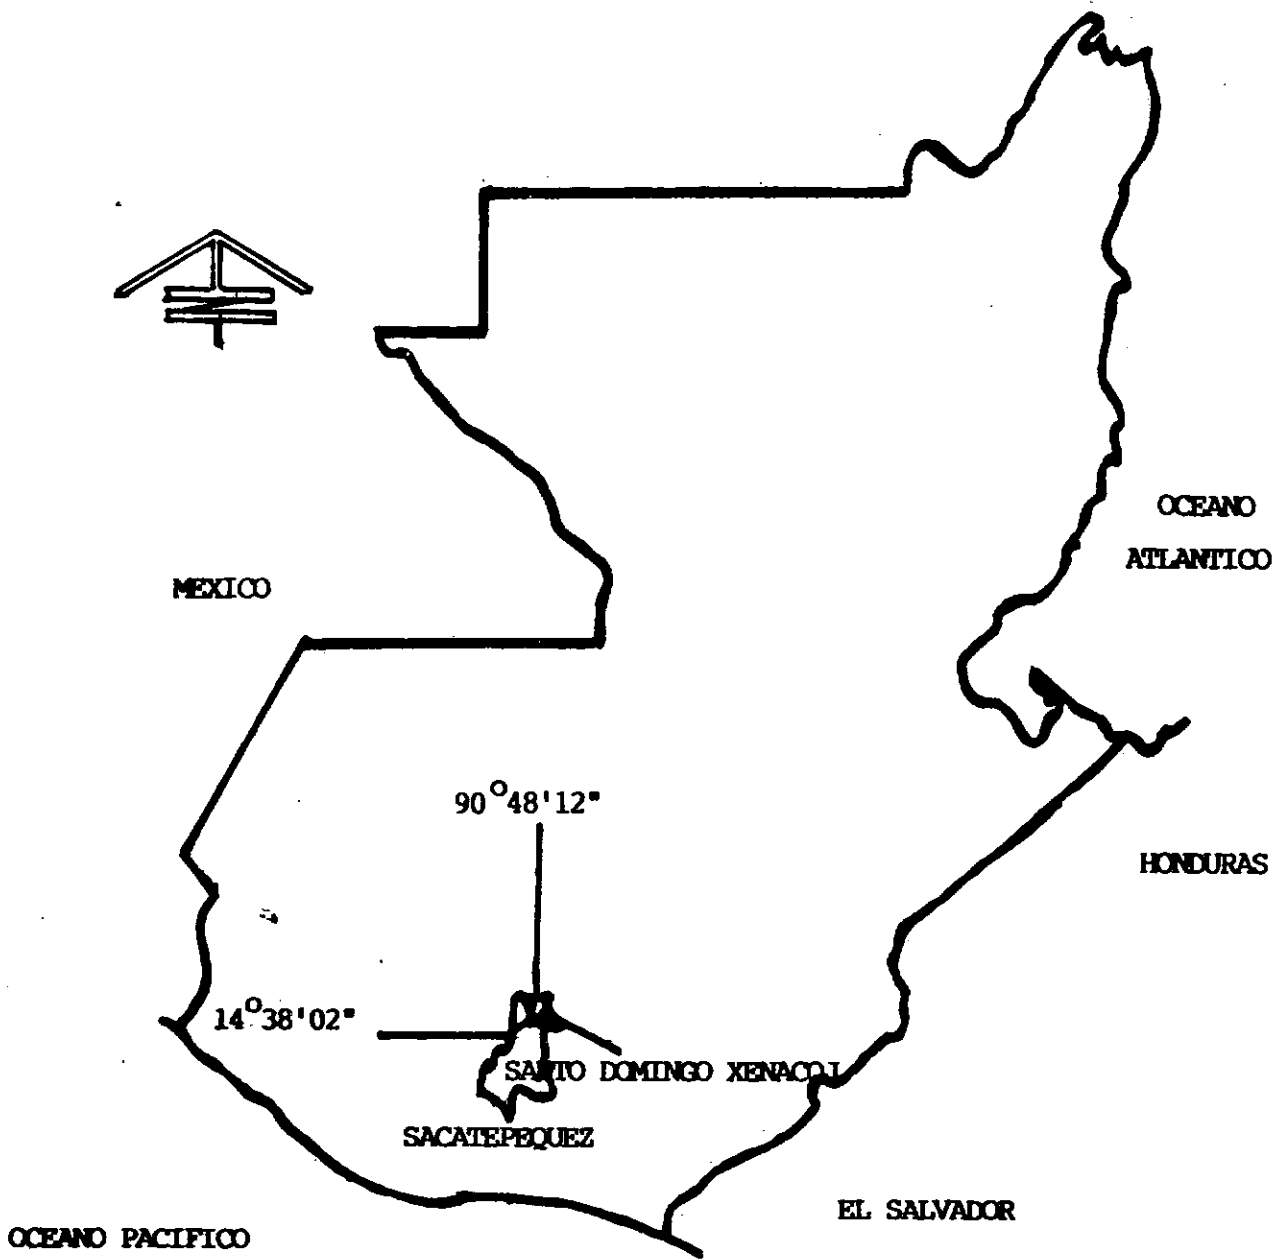 OCEANO
ATLANTICO
MEXICO
90°48'12"
HONDURAS
14°38'02"
SANTO DOMINGO XENACOJ
SACATEPEQUEZ
EL SALVADOR
OCEANO PACIFICO